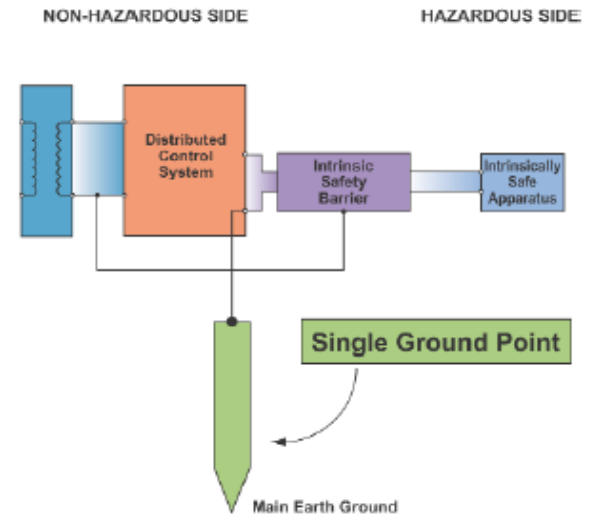 NON-HAZARDOUS SIDE
HAZARDOUS SIDE
Distributed
Control
System
Intrinsic
Safety
Barrier
Intrinsically
Safe
Apparatus
Single Ground Point
Main Earth Ground